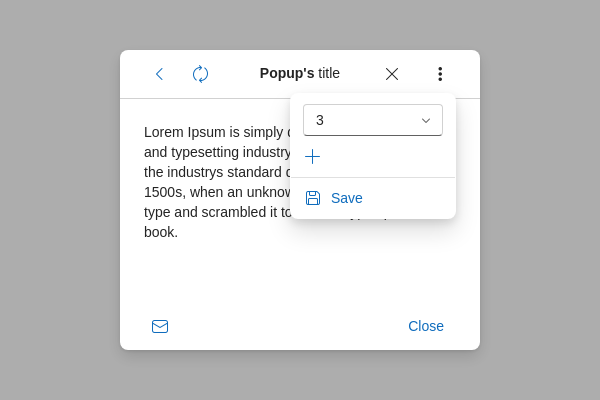 Popup's title
3
Save
Lorem Ipsum is simply
and typesetting industry
the industrys standard
1500s, when an
type and scrambled it to
book.
Close